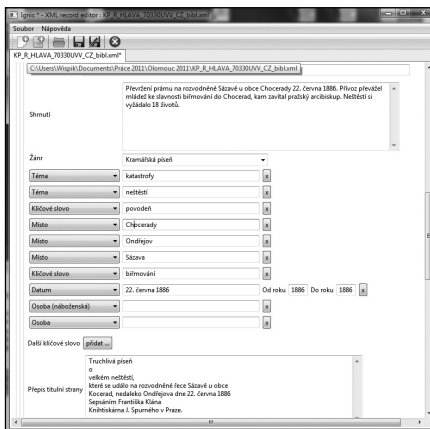 Ignis* - XML record editor : KP_R_HLAVA_70330UVV_CZ_bibl.xml
Soubor Nápověda
KP_R_HLAVA_70330UVV_CZ_bibl.xml*
C:\Users\Wispik\Documents\Práce 2011\Olomouc 2011\KP_R_HLAVA_70330UVV_CZ_bibl.xml
Shrnutí
Převržení prámu na rozvodněné Sázavě u obce Chocerady 22. června 1886. Přívoz převážel
mládež ke slavnosti biřmování do Chocerad, kam zavítal pražský arcibiskup. Neštěstí si
vyžádalo 18 životů.
Žánr Kramářská píseň
Téma katastrofy x
Téma neštěstí x
Klíčové slovo povodeň x
Místo Chocerady x
Místo Ondřejov x
Místo Sázava x
Klíčové slovo biřmování x
Datum 22. června 1886 Od roku 1886 Do roku 1886 x
Osoba (náboženská) x
Osoba x
Další klíčové slovo přidat ...
Přepis titulní strany
Truchlivá píseň
o
velkém neštěstí,
které se událo na rozvodněné řece Sázavě u obce
Kocerad, nedaleko Ondřejova dne 22. června 1886
Sepsáním Františka Klána
Knihtiskárna J. Spurného v Praze.